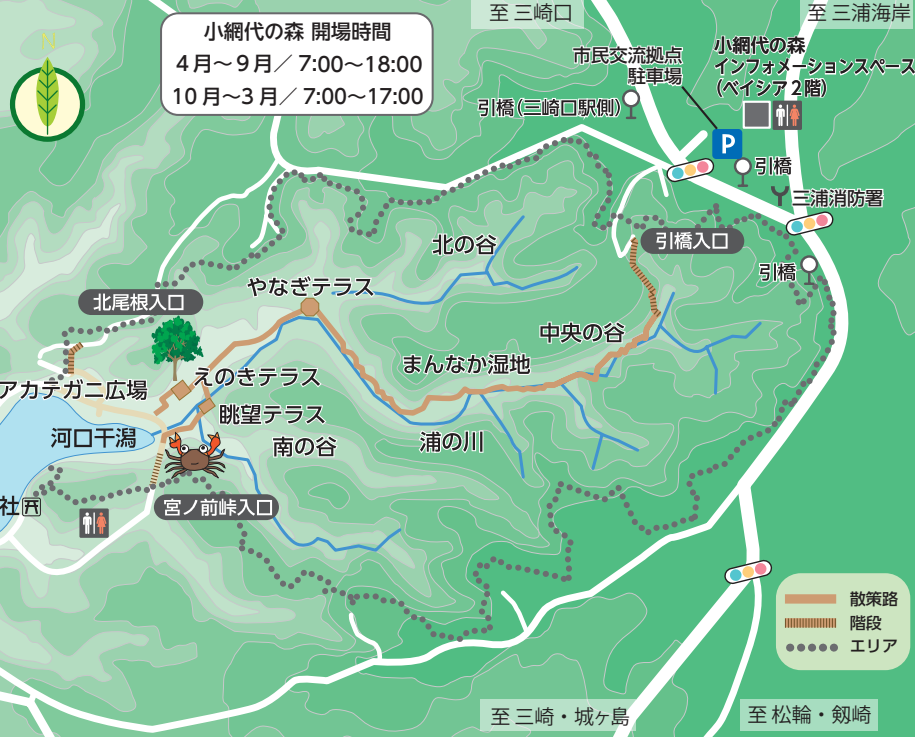 至 三崎口
至 三浦海岸
小網代の森 開場時間
4月〜9月／ 7:00〜18:00
10月〜3月／ 7:00〜17:00
市民交流拠点
駐車場
小網代の森
インフォメーションスペース
(ベイシア2階)
引橋(三崎口駅側)
P
引橋
三浦消防署
引橋入口
引橋
北の谷
やなぎテラス
北尾根入口
中央の谷
まんなか湿地
えのきテラス
アカテガニ広場
眺望テラス
河口干潟
南の谷
浦の川
社
宮ノ前峠入口
散策路
階段
エリア
至 三崎・城ヶ島
至 松輪・剱崎